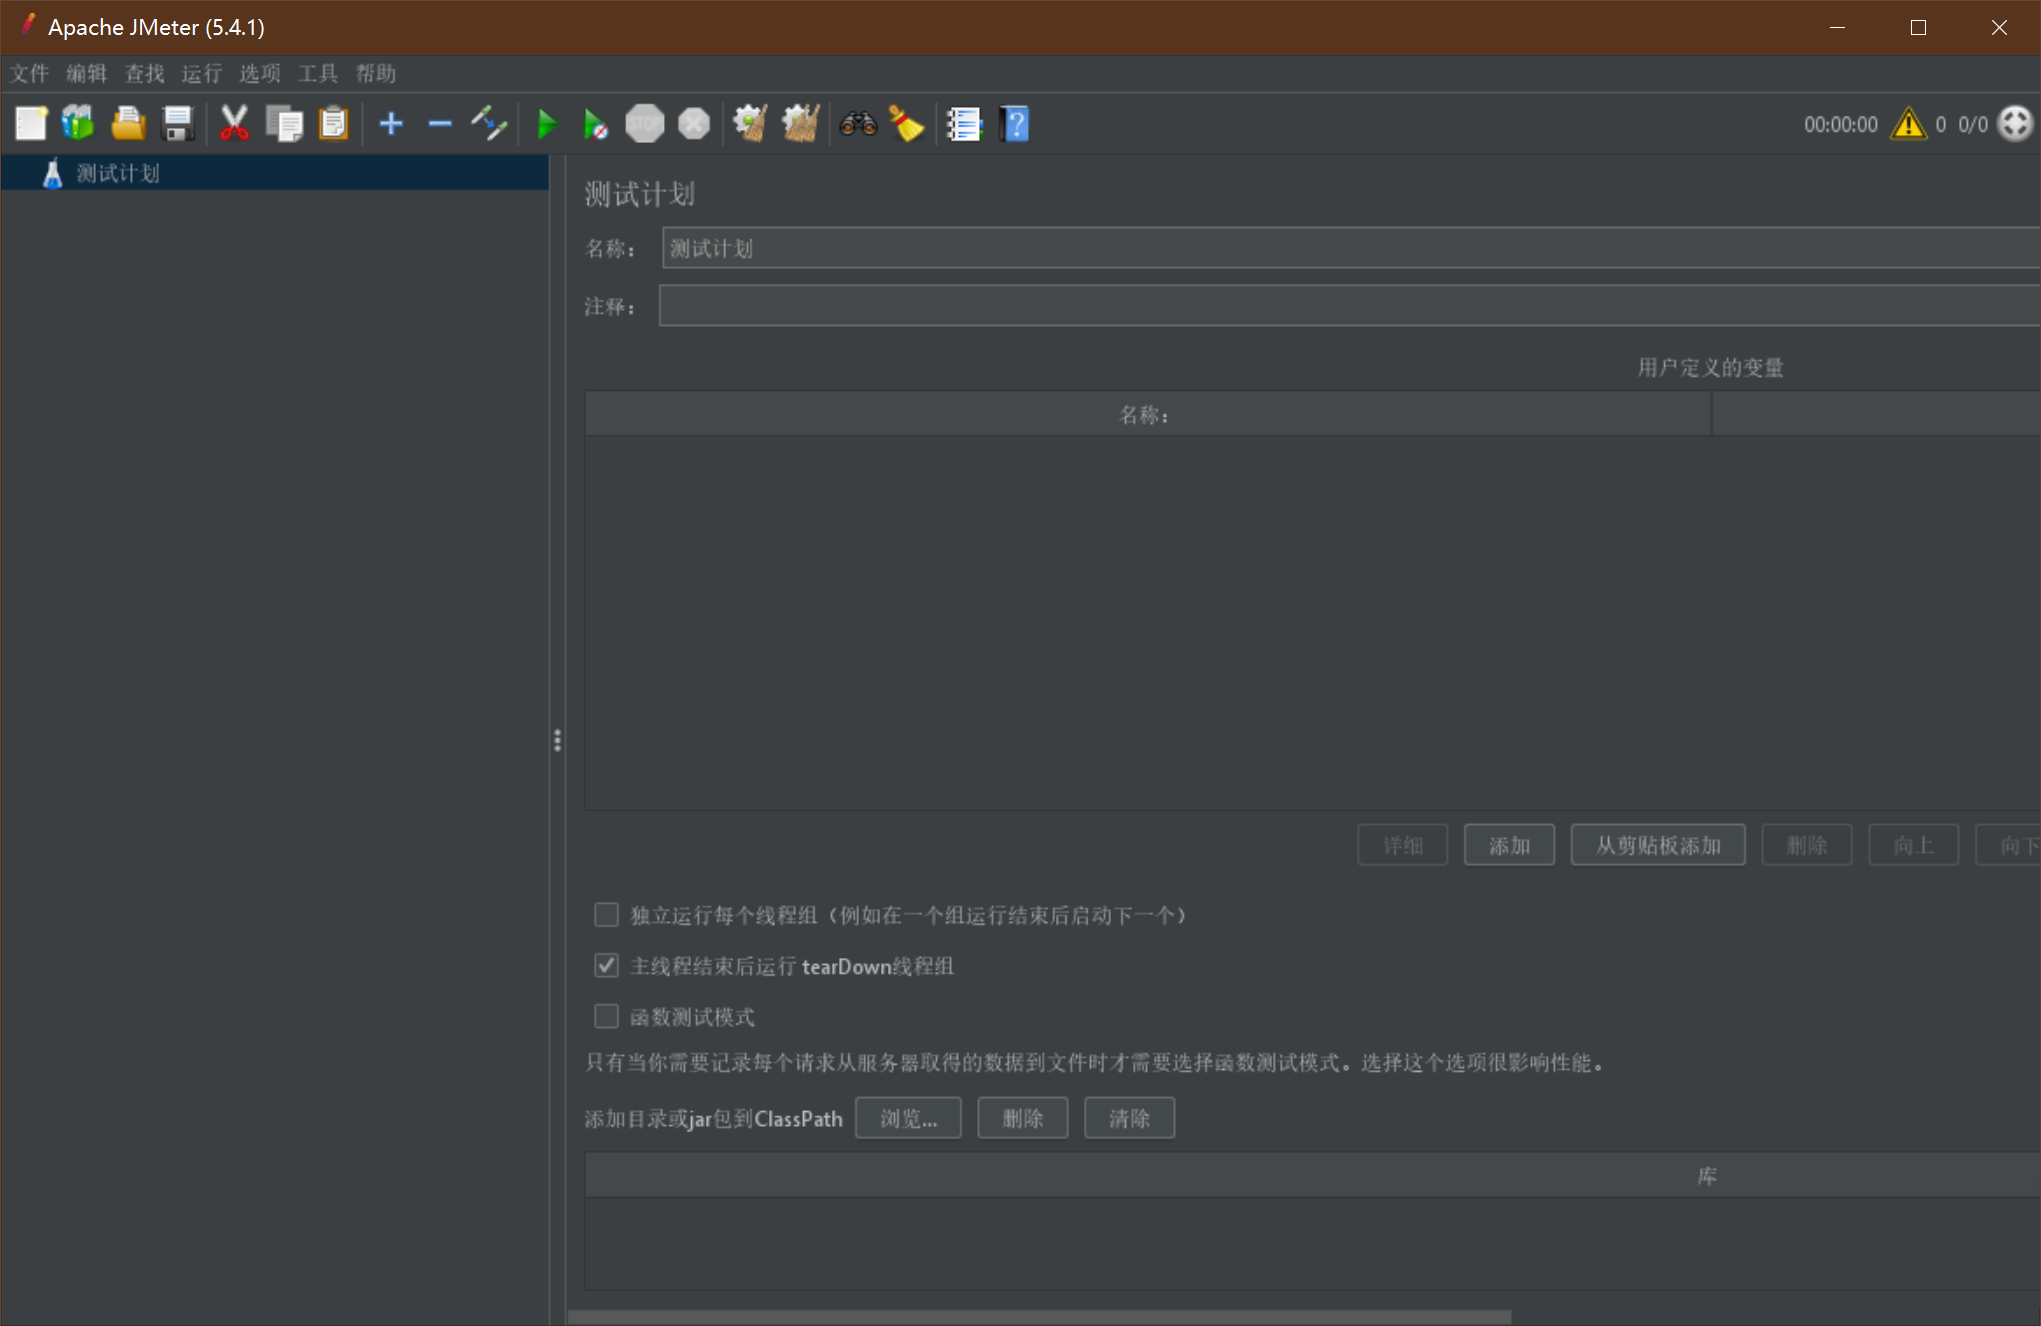 Apache JMeter (5.4.1)
文件 编辑 查找 运行 选项 工具 帮助
STOP
?
00:00:00 0 0/0
测试计划
测试计划
名称： 测试计划
注释：
用户定义的变量
名称：
详细 添加 从剪贴板添加 删除 向上 向下
独立运行每个线程组（例如在一个组运行结束后启动下一个）
主线程结束后运行 tearDown线程组
函数测试模式
只有当你需要记录每个请求从服务器取得的数据到文件时才需要选择函数测试模式。选择这个选项很影响性能。
添加目录或jar包到ClassPath 浏览... 删除 清除
库